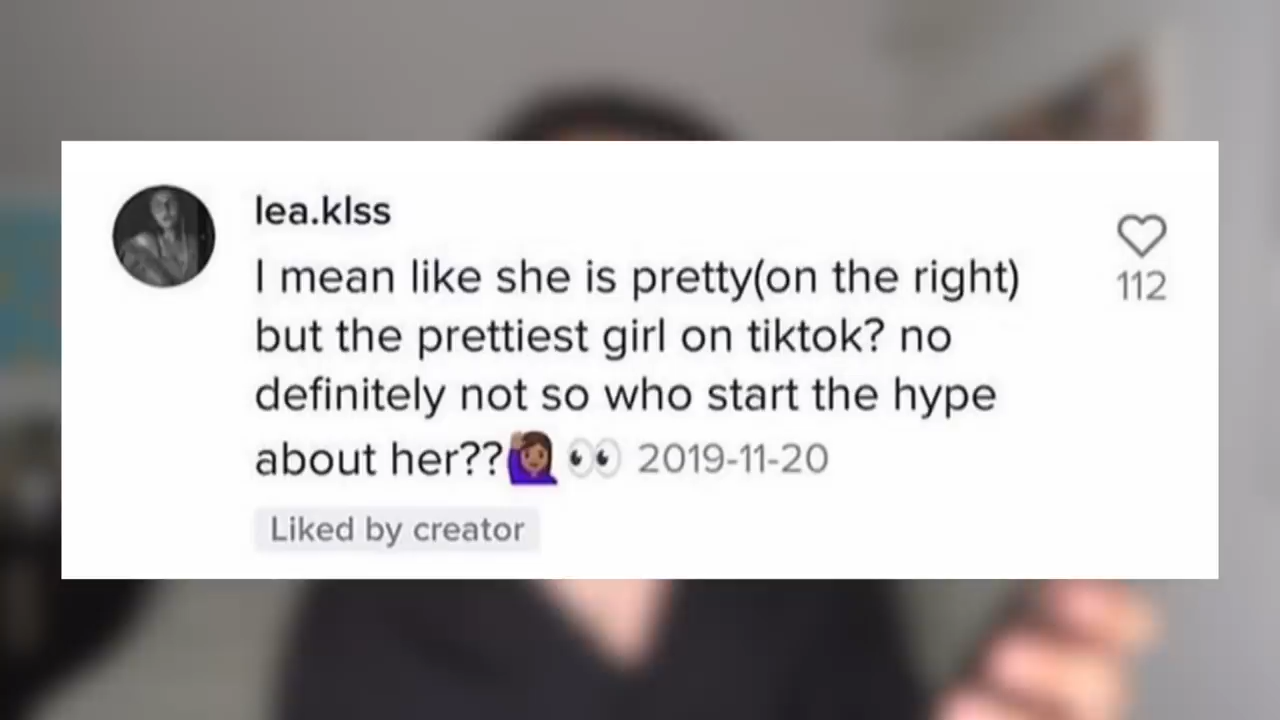 lea.klss
I mean like she is pretty(on the right)
but the prettiest girl on tiktok? no
definitely not so who start the hype
about her??🙋🏽‍♀️👀 2019-11-20
112
Liked by creator